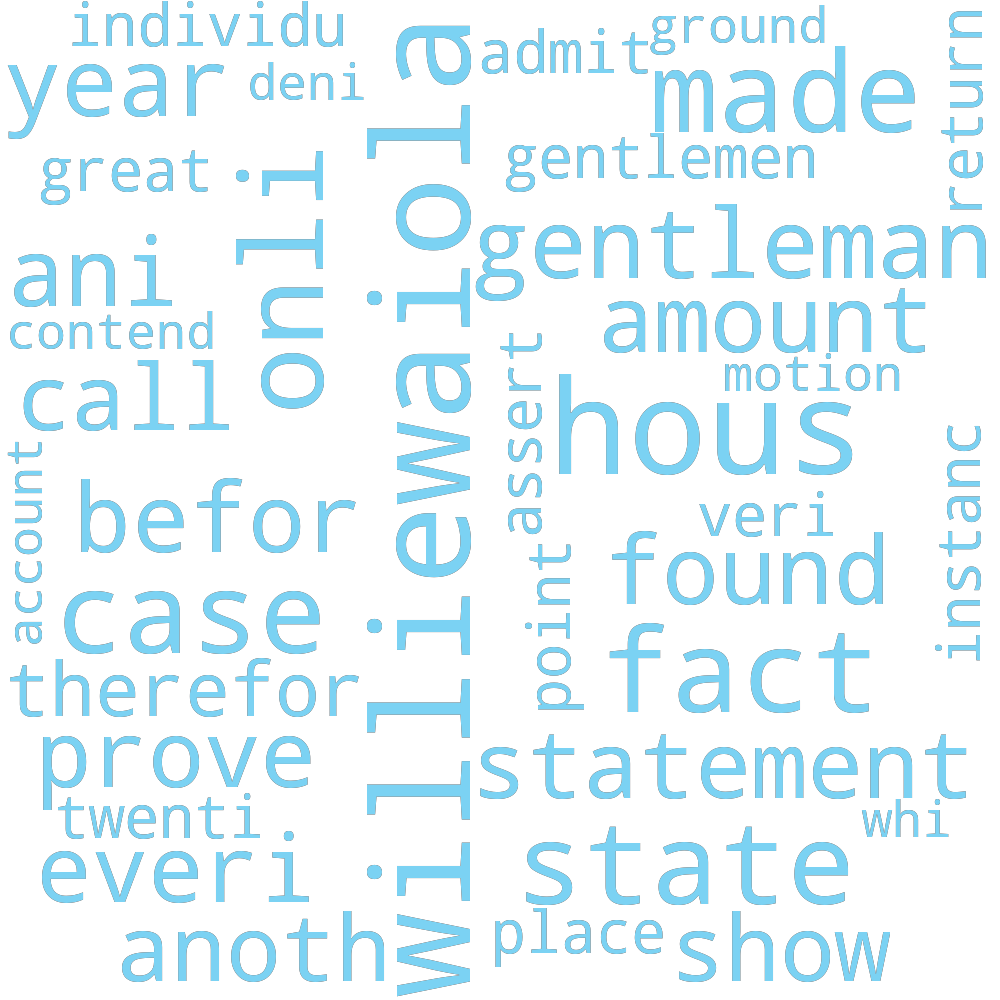 individu
year
deni
admit
ground
made
return
great
onli
williewaiola
gentlemen
gentleman
ani
contend
amount
motion
call
assert
hous
account
befor
veri
instanc
found
case
point
fact
therefor
prove
statement
twenti
whi
everi
state
anoth
place
show